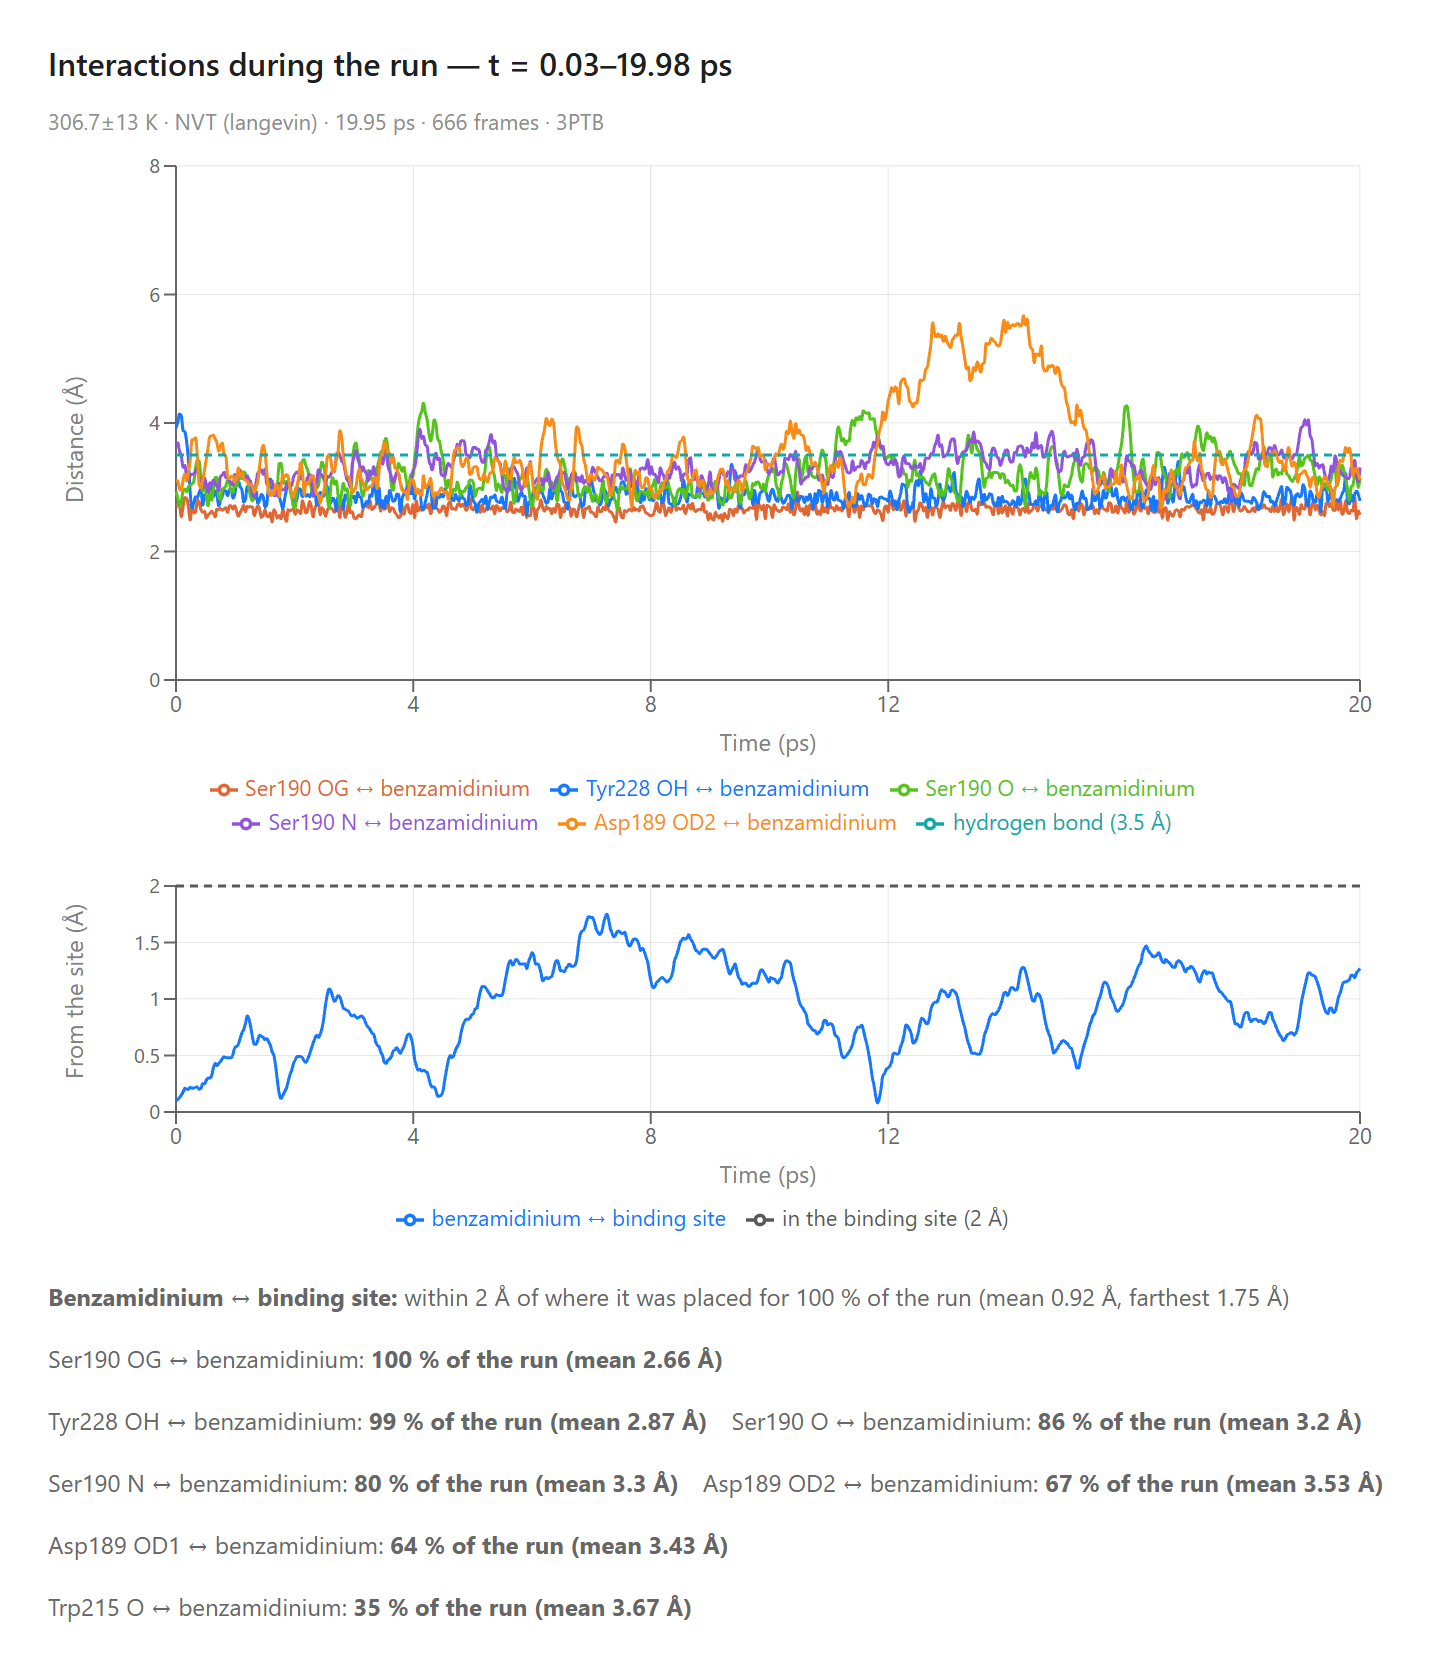 Interactions during the run — t = 0.03–19.98 ps
306.7±13 K · NVT (langevin) · 19.95 ps · 666 frames · 3PTB
8
6
4
2
0
Distance (Å)
0 4 8 12 20
Time (ps)
Ser190 OG ↔ benzamidinium Tyr228 OH ↔ benzamidinium Ser190 O ↔ benzamidinium
Ser190 N ↔ benzamidinium Asp189 OD2 ↔ benzamidinium hydrogen bond (3.5 Å)
2
1.5
1
0.5
0
From the site (Å)
0 4 8 12 20
Time (ps)
benzamidinium ↔ binding site in the binding site (2 Å)
Benzamidinium ↔ binding site: within 2 Å of where it was placed for 100 % of the run (mean 0.92 Å, farthest 1.75 Å)
Ser190 OG ↔ benzamidinium: 100 % of the run (mean 2.66 Å)
Tyr228 OH ↔ benzamidinium: 99 % of the run (mean 2.87 Å) Ser190 O ↔ benzamidinium: 86 % of the run (mean 3.2 Å)
Ser190 N ↔ benzamidinium: 80 % of the run (mean 3.3 Å) Asp189 OD2 ↔ benzamidinium: 67 % of the run (mean 3.53 Å)
Asp189 OD1 ↔ benzamidinium: 64 % of the run (mean 3.43 Å)
Trp215 O ↔ benzamidinium: 35 % of the run (mean 3.67 Å)